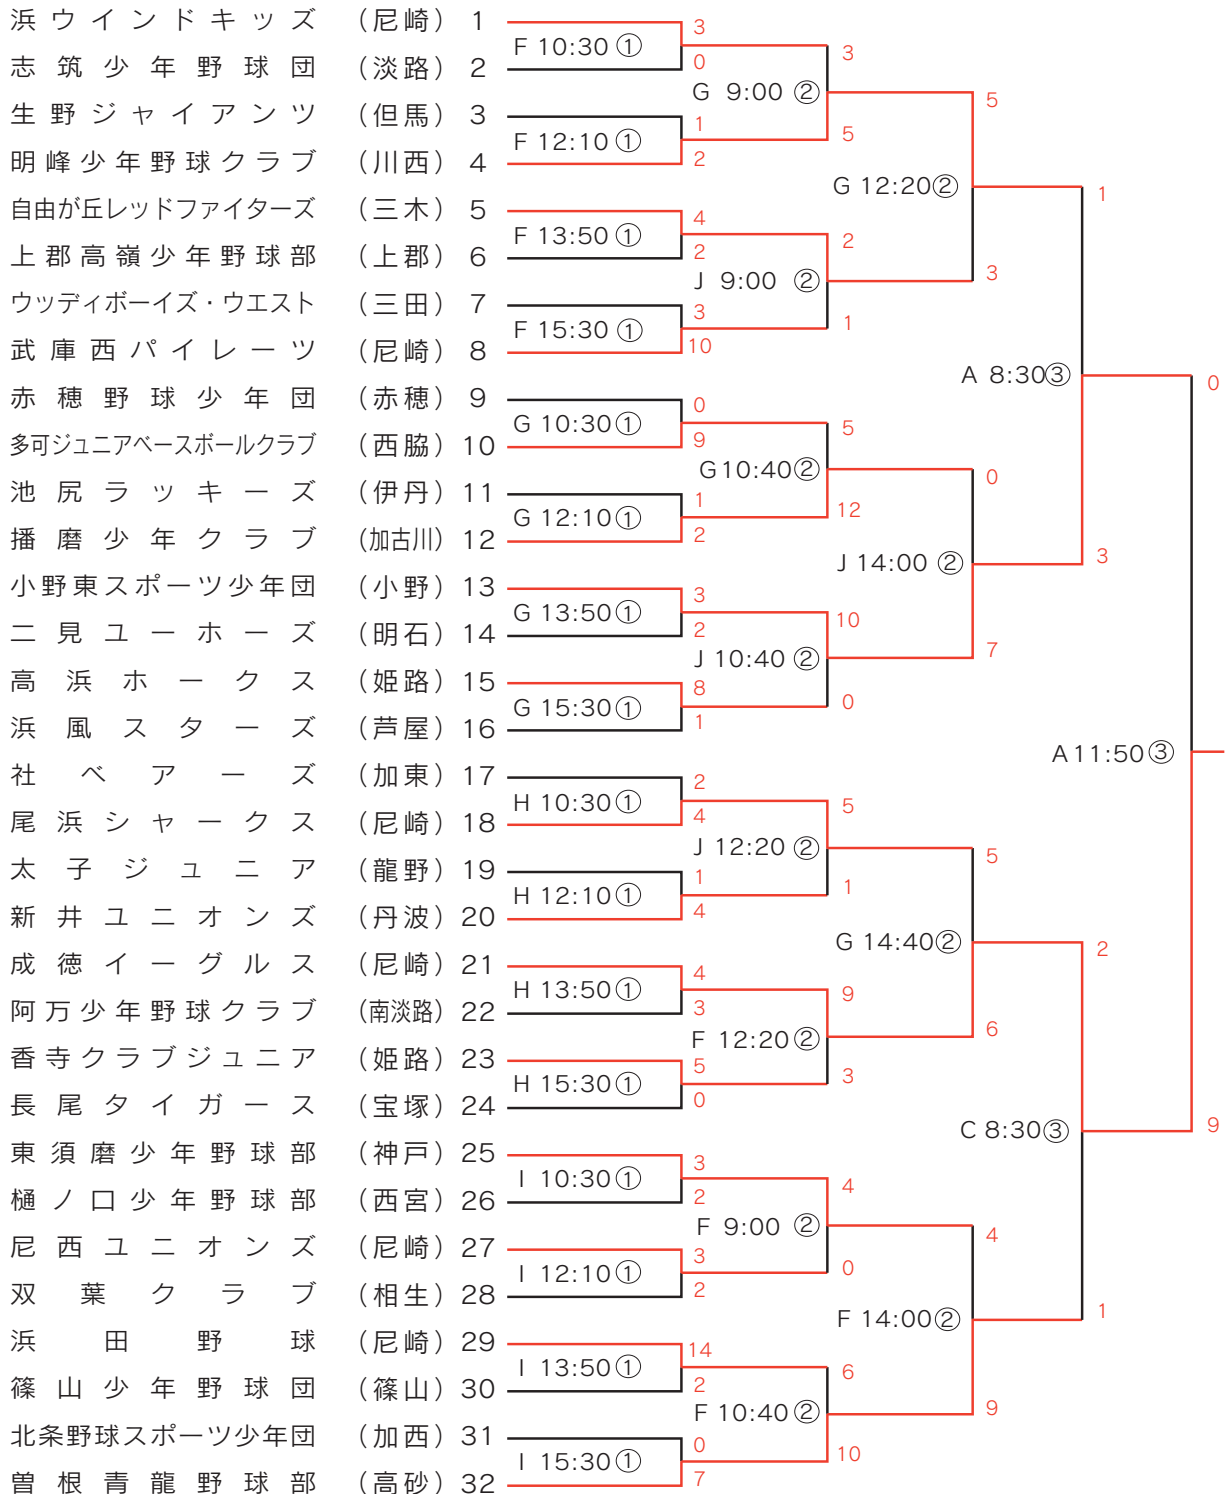 浜ウインドキッズ (尼崎) 1
志筑少年野球団 (淡路) 2
生野ジャイアンツ (但馬) 3
明峰少年野球クラブ (川西) 4
自由が丘レッドファイターズ (三木) 5
上郡高嶺少年野球部 (上郡) 6
ウッディボーイズ・ウエスト (三田) 7
武庫西パイレーツ (尼崎) 8
赤穂野球少年団 (赤穂) 9
多可ジュニアベースボールクラブ (西脇) 10
池尻ラッキーズ (伊丹) 11
播磨少年クラブ (加古川) 12
小野東スポーツ少年団 (小野) 13
二見ユーホーズ (明石) 14
高浜ホークス (姫路) 15
浜風スターズ (芦屋) 16
社ベアーズ (加東) 17
尾浜シャークス (尼崎) 18
太子ジュニア (龍野) 19
新井ユニオンズ (丹波) 20
成徳イーグルス (尼崎) 21
阿万少年野球クラブ (南淡路) 22
香寺クラブジュニア (姫路) 23
長尾タイガース (宝塚) 24
東須磨少年野球部 (神戸) 25
樋ノ口少年野球部 (西宮) 26
尼西ユニオンズ (尼崎) 27
双葉クラブ (相生) 28
浜田野球 (尼崎) 29
篠山少年野球団 (篠山) 30
北条野球スポーツ少年団 (加西) 31
曽根青龍野球部 (高砂) 32
3
F 10:30 ①
0
1
F 12:10 ①
2
4
F 13:50 ①
2
3
F 15:30 ①
10
0
G 10:30 ①
9
1
G 12:10 ①
2
3
G 13:50 ①
2
8
G 15:30 ①
1
2
H 10:30 ①
4
1
H 12:10 ①
4
4
H 13:50 ①
3
5
H 15:30 ①
0
3
I 10:30 ①
2
3
I 12:10 ①
2
14
I 13:50 ①
2
0
I 15:30 ①
7
3
G 9:00 ②
5
2
J 9:00 ②
1
5
G10:40 ②
12
10
J 10:40 ②
0
5
J 12:20 ②
1
9
F 12:20 ②
3
4
F 9:00 ②
0
6
F 10:40 ②
10
5
G 12:20 ②
3
0
J 14:00 ②
7
5
G 14:40 ②
6
4
F 14:00 ②
9
1
A 8:30 ③
3
2
C 8:30 ③
1
0
A11:50 ③
9